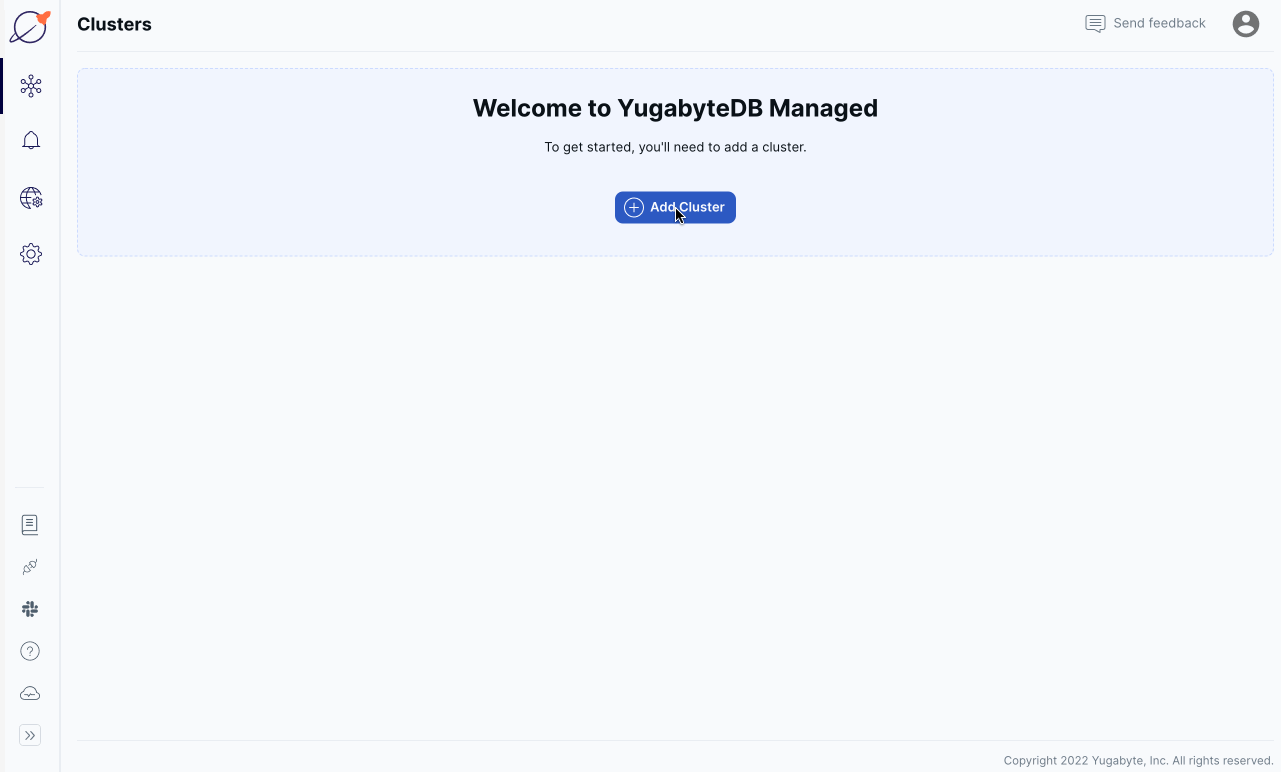 Clusters
Send feedback
Welcome to YugabyteDB Managed
To get started, you'll need to add a cluster.
Add Cluster
Copyright 2022 Yugabyte, Inc. All rights reserved.